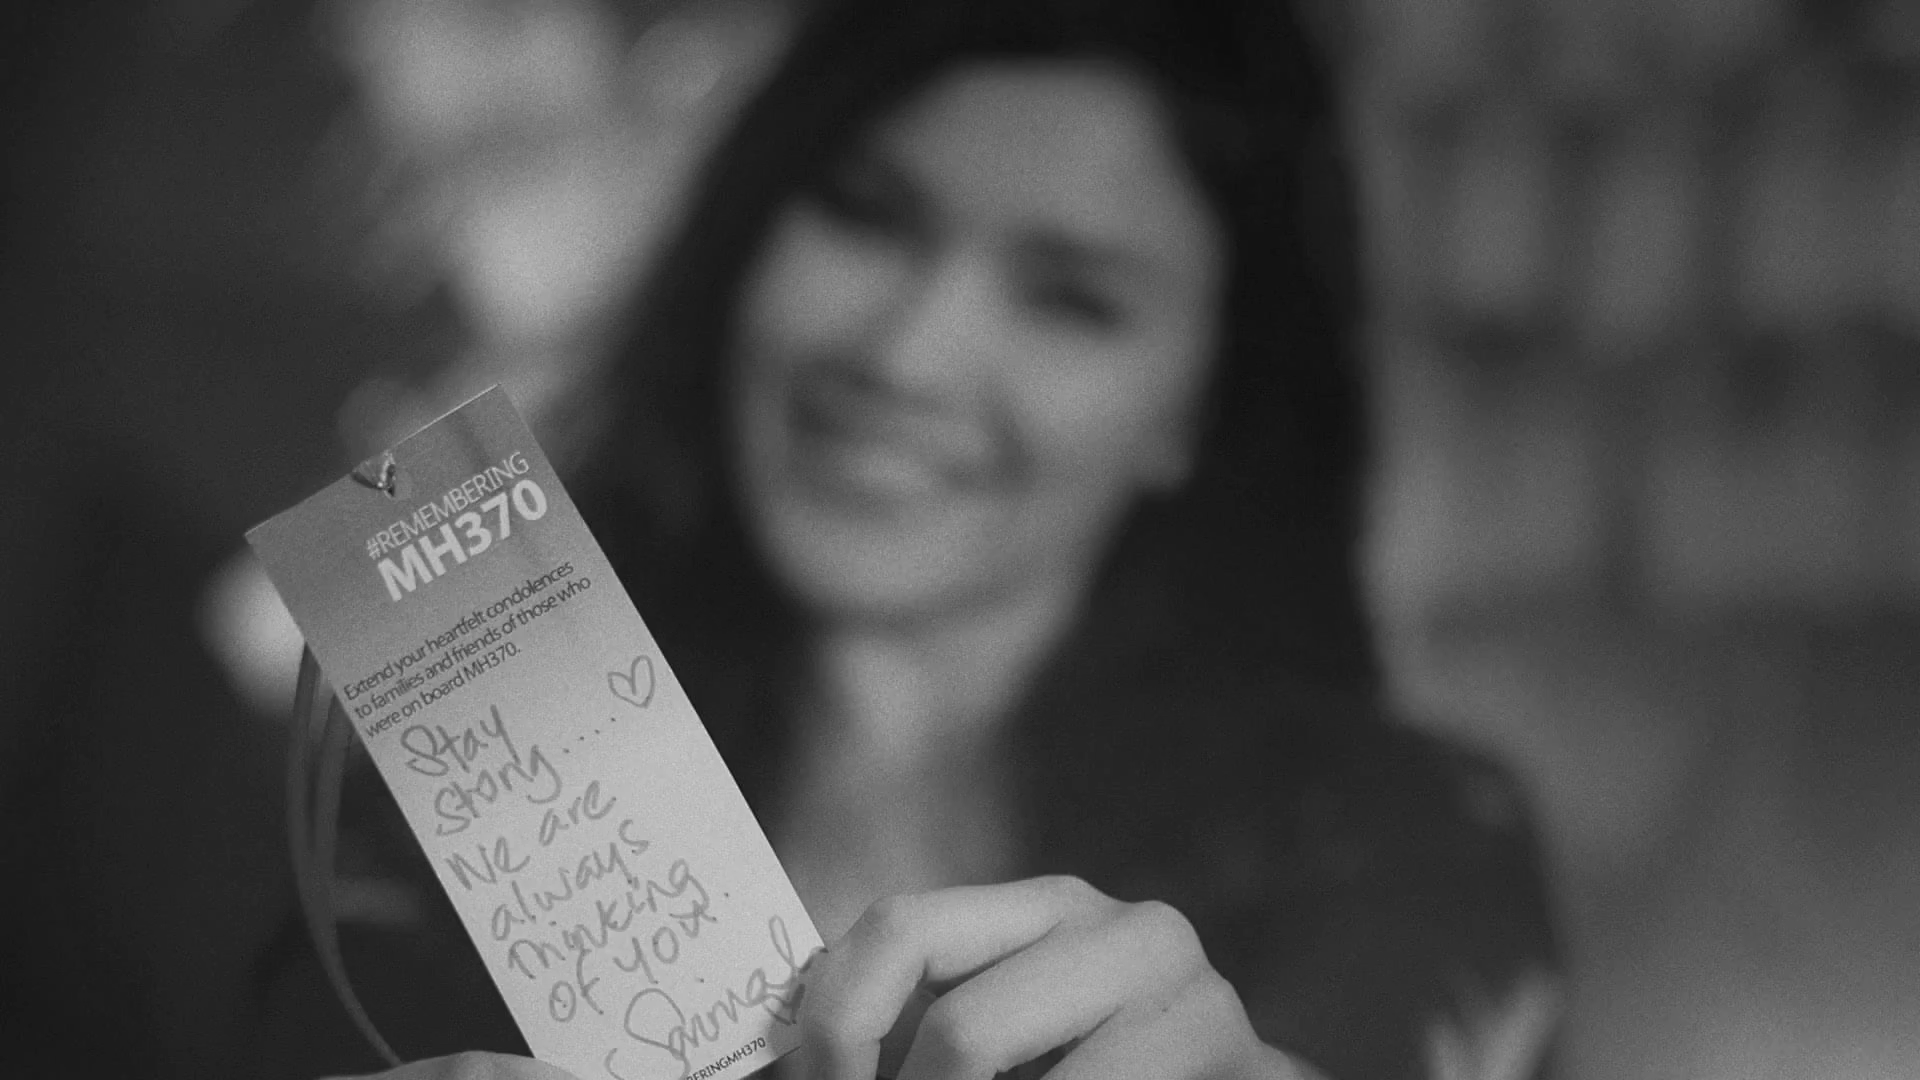 #REMEMBERING
MH370
Extend your heartfelt condolences
to families and friends of those who
were on board MH370.
Stay
strong....♡
We are
always
thinking
of you.